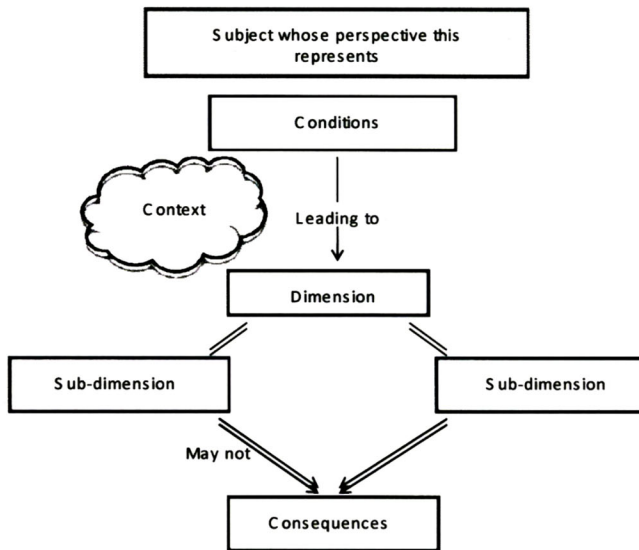 Subject whose perspective this
represents
Conditions
Context
Leading to
Dimension
Sub-dimension
Sub-dimension
May not
Consequences